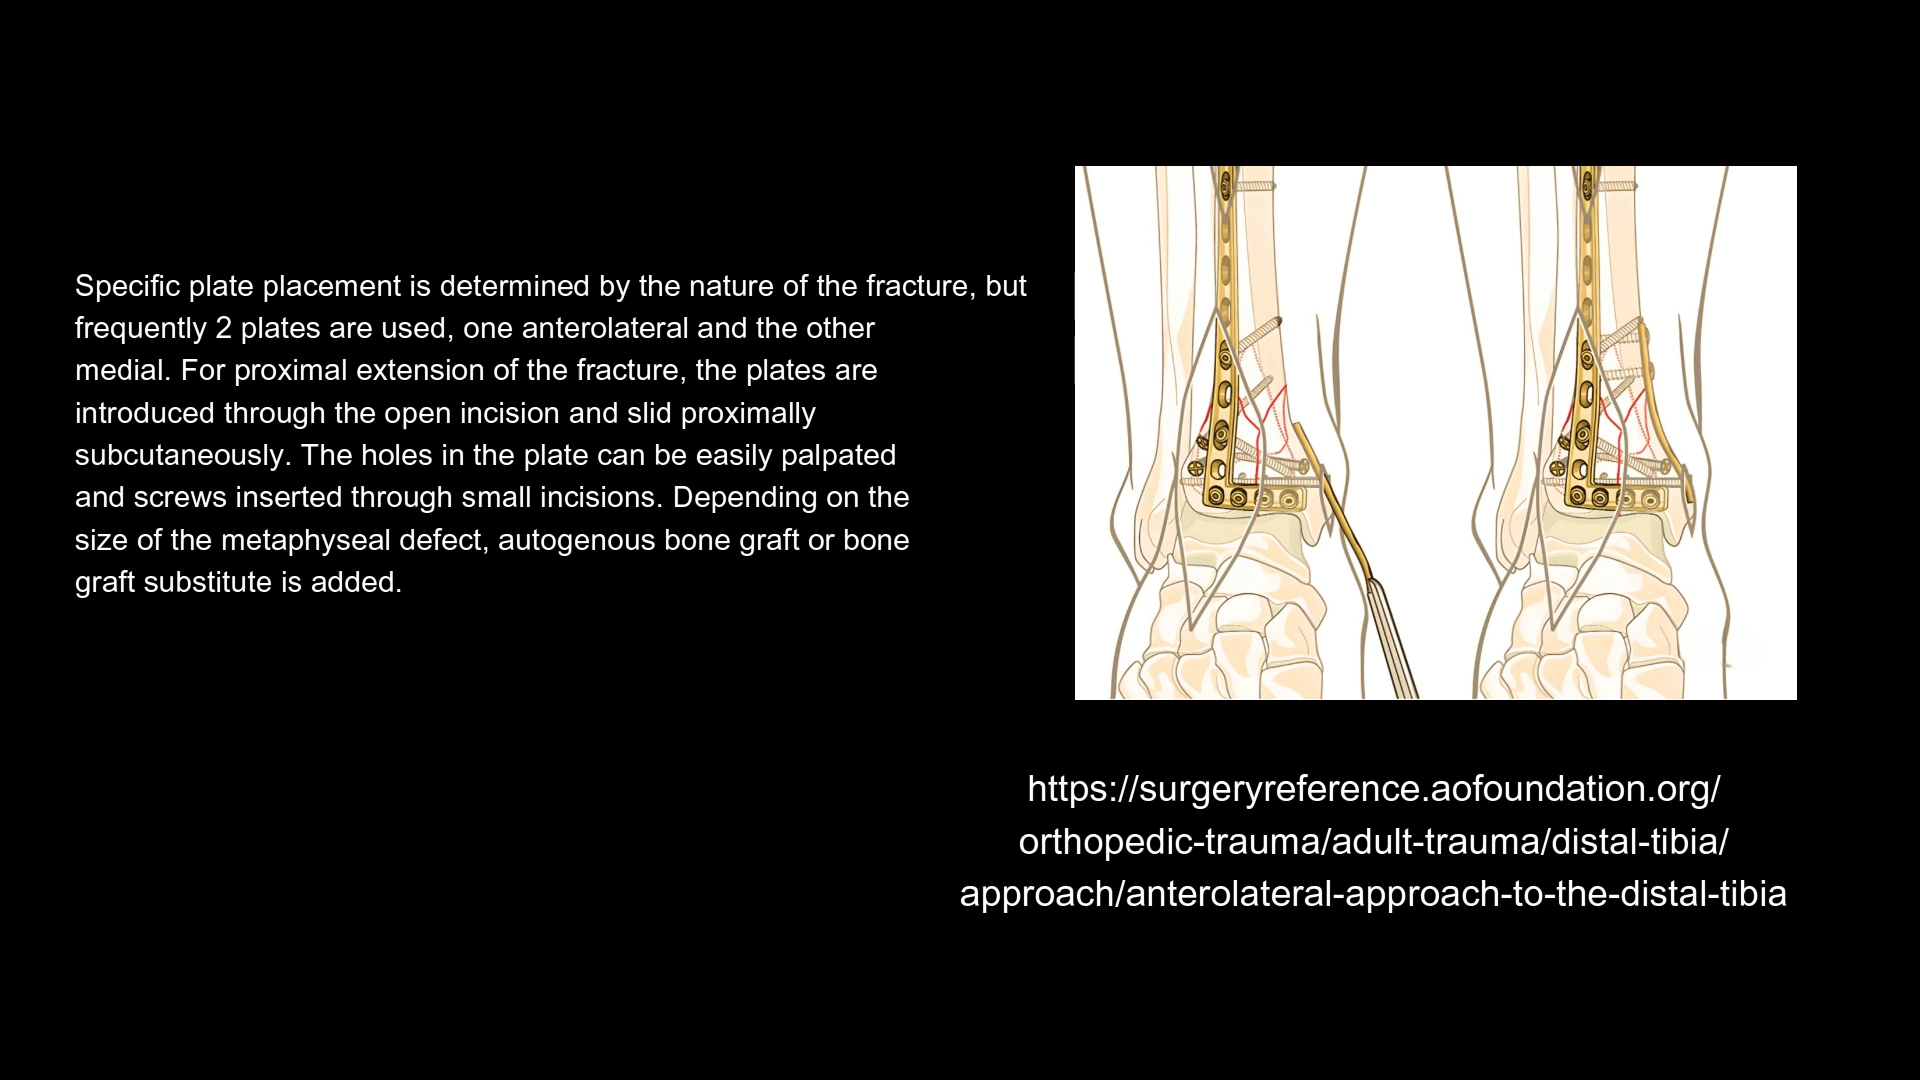 Specific plate placement is determined by the nature of the fracture, but
frequently 2 plates are used, one anterolateral and the other
medial. For proximal extension of the fracture, the plates are
introduced through the open incision and slid proximally
subcutaneously. The holes in the plate can be easily palpated
and screws inserted through small incisions. Depending on the
size of the metaphyseal defect, autogenous bone graft or bone
graft substitute is added.
https://surgeryreference.aofoundation.org/
orthopedic-trauma/adult-trauma/distal-tibia/
approach/anterolateral-approach-to-the-distal-tibia